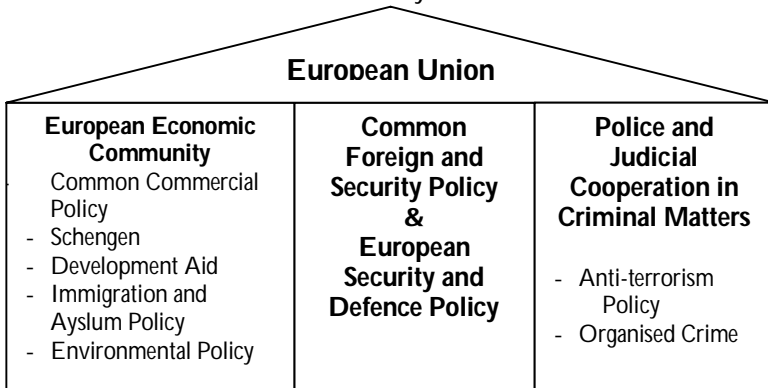 European Union
European Economic
Community
- Common Commercial
Policy
- Schengen
- Development Aid
- Immigration and
Ayslum Policy
- Environmental Policy
Common
Foreign and
Security Policy
&
European
Security and
Defence Policy
Police and
Judicial
Cooperation in
Criminal Matters
- Anti-terrorism
Policy
- Organised Crime